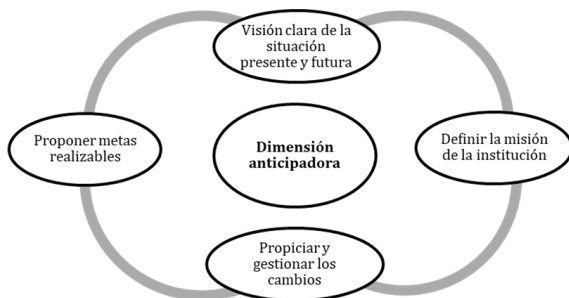 Visión clara de la
situación
presente y futura
Proponer metas
realizables
Dimensión
anticipadora
Definir la misión
de la institución
Propiciar y
gestionar los
cambios